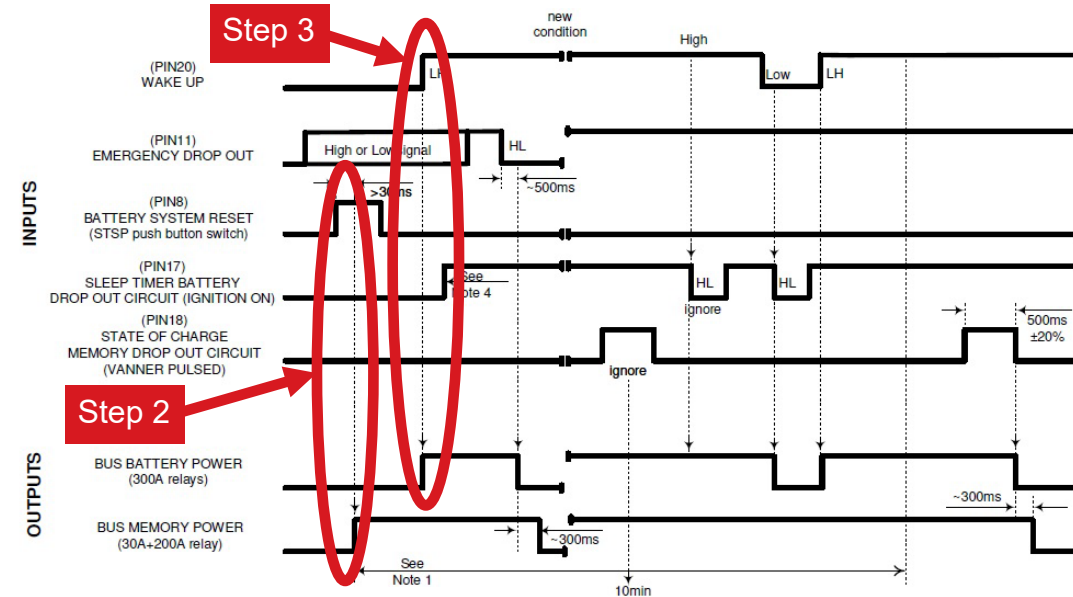 Step 3
new
condition
High
(PIN20)
WAKE UP
LH
Low
LH
(PIN11)
EMERGENCY DROP OUT
High or Low signal
HL
~500ms
>30ms
(PIN8)
BATTERY SYSTEM RESET
(STSP push button switch)
INPUTS
(PIN17)
SLEEP TIMER BATTERY
DROP OUT CIRCUIT (IGNITION ON)
See
Note 4
HL
HL
ignore
(PIN18)
STATE OF CHARGE
MEMORY DROP OUT CIRCUIT
(VANNER PULSED)
500ms
±20%
ignore
Step 2
OUTPUTS
BUS BATTERY POWER
(300A relays)
~300ms
BUS MEMORY POWER
(30A+200A relay)
~300ms
See
Note 1
10min